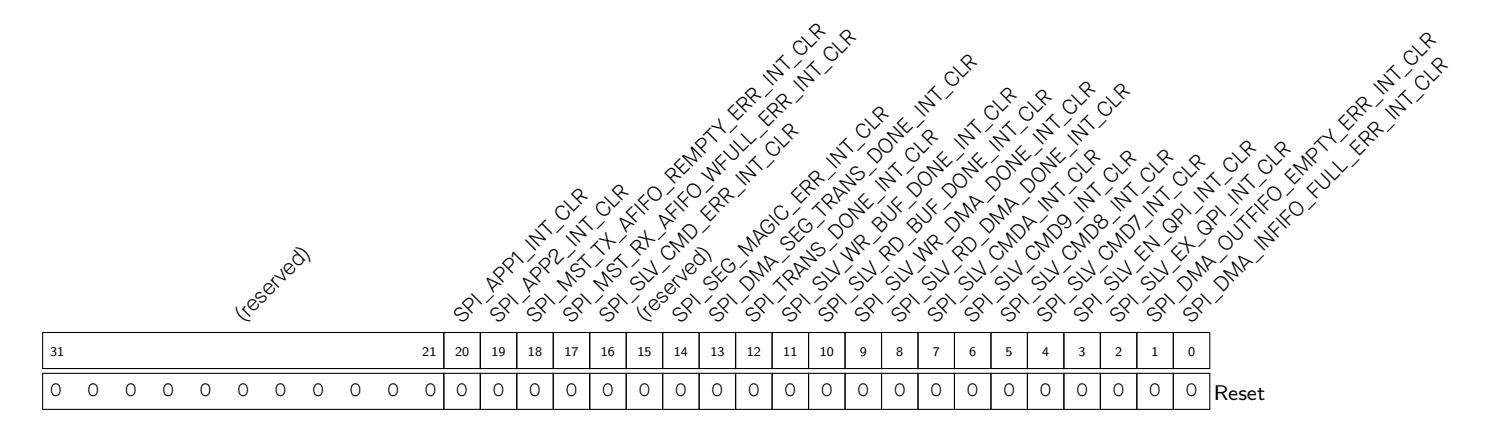 (reserved)
SPI_APP1_INT_CLR
SPI_APP2_INT_CLR
SPI_MST_TX_AFIFO_REMPTY_ERR_INT_CLR
SPI_MST_RX_AFIFO_WFULL_ERR_INT_CLR
SPI_SLV_CMD_ERR_INT_CLR
(reserved)
SPI_SEG_MAGIC_ERR_INT_CLR
SPI_DMA_SEG_TRANS_DONE_INT_CLR
SPI_TRANS_DONE_INT_CLR
SPI_SLV_WR_BUF_DONE_INT_CLR
SPI_SLV_RD_BUF_DONE_INT_CLR
SPI_SLV_WR_DMA_DONE_INT_CLR
SPI_SLV_RD_DMA_DONE_INT_CLR
SPI_SLV_CMDA_INT_CLR
SPI_SLV_CMD9_INT_CLR
SPI_SLV_CMD8_INT_CLR
SPI_SLV_CMD7_INT_CLR
SPI_SLV_EN_QPI_INT_CLR
SPI_SLV_EX_QPI_INT_CLR
SPI_DMA_OUTFIFO_EMPTY_ERR_INT_CLR
SPI_DMA_INFIFO_FULL_ERR_INT_CLR
31 21 20 19 18 17 16 15 14 13 12 11 10 9 8 7 6 5 4 3 2 1 0
0 0 0 0 0 0 0 0 0 0 0 0 0 0 0 0 0 0 0 0 0 0 0 0 0 0 0 0 0 0 0 0 Reset